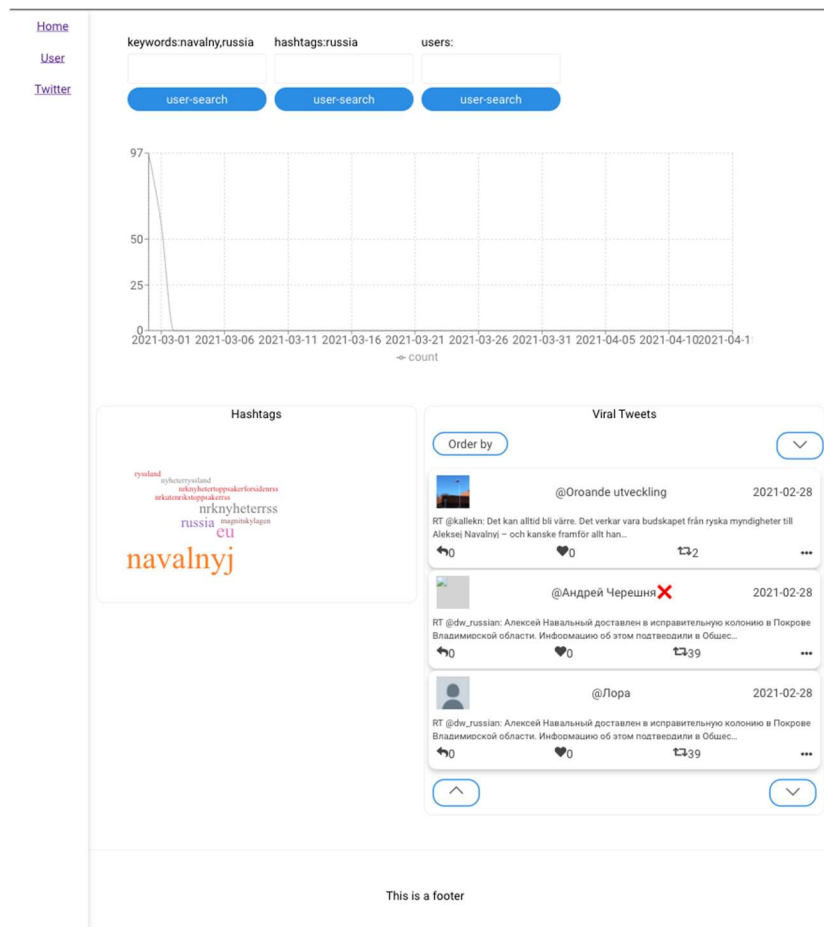 Home
User
Twitter
keywords:navalny,russia hashtags:russia users:
user-search user-search user-search
97
50
25
0
2021-03-01 2021-03-06 2021-03-11 2021-03-16 2021-03-21 2021-03-26 2021-03-31 2021-04-05 2021-04-10 2021-04-1
count
Hashtags
ryssland
nyheterryssland
nrknyhetertoppsakerforsidenrss
nrkutenrikstoppsakerrss
nrknyheterrss
russia magnitskylagen
eu
navalnyj
Viral Tweets
Order by
@Oroande utveckling 2021-02-28
RT @kallekn: Det kan alltid bli värre. Det verkar vara budskapet från ryska myndigheter till
Aleksej Navalnyj – och kanske framför allt han…
0 0 2
@Андрей Черешня❌ 2021-02-28
RT @dw_russian: Алексей Навальный доставлен в исправительную колонию в Покрове
Владимирской области. Информацию об этом подтвердили в Общес…
0 0 39
@Лора 2021-02-28
RT @dw_russian: Алексей Навальный доставлен в исправительную колонию в Покрове
Владимирской области. Информацию об этом подтвердили в Общес…
0 0 39
This is a footer